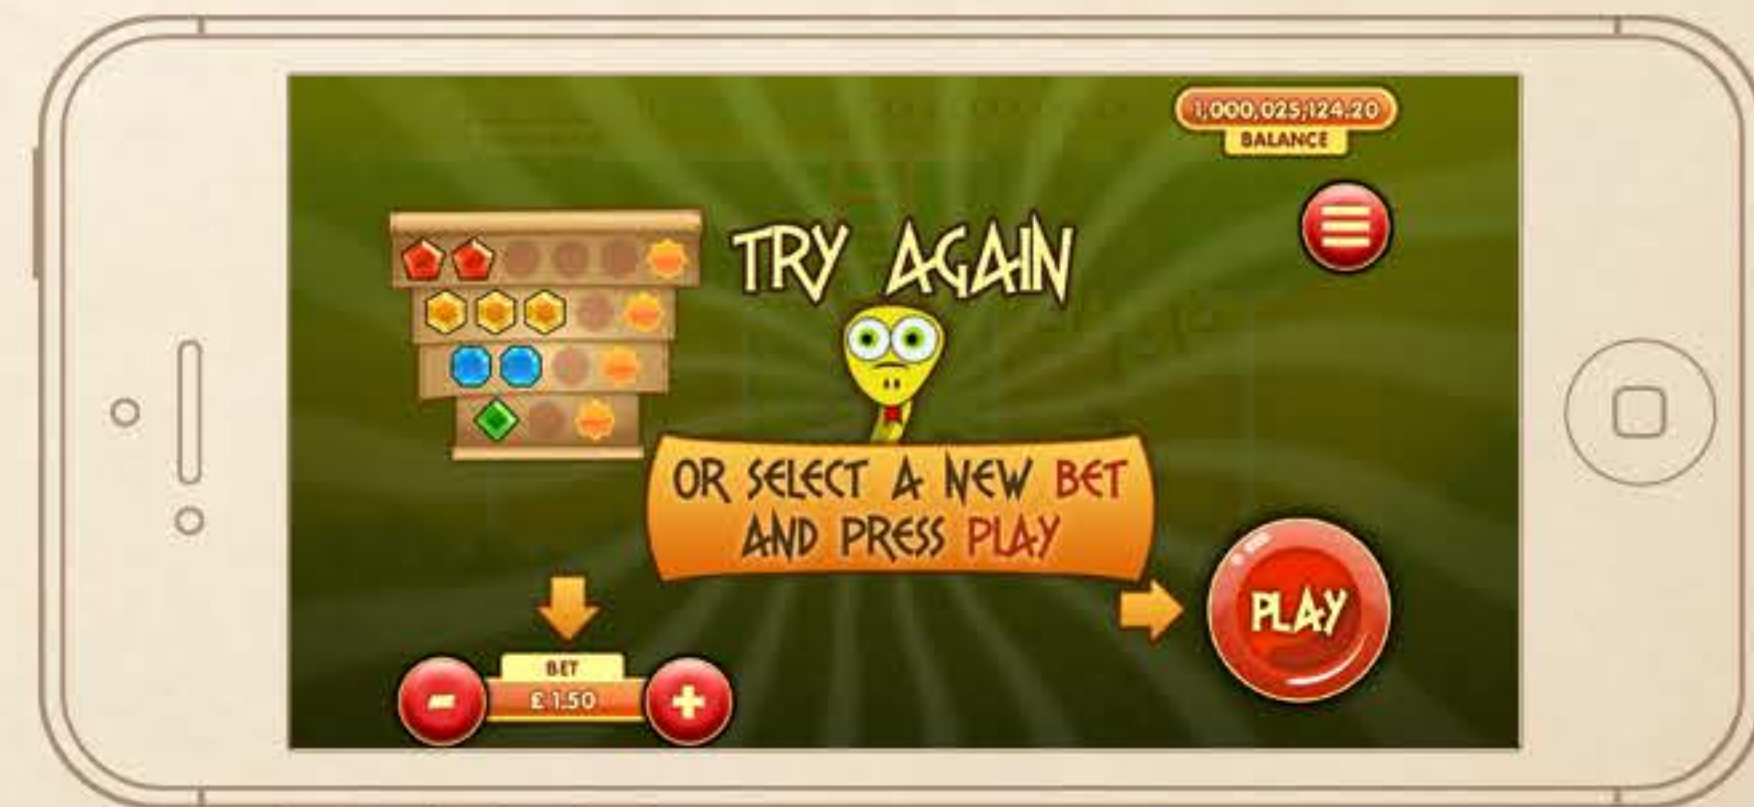 1,000,025,124.20
BALANCE
TRY AGAIN
OR SELECT A NEW BET
AND PRESS PLAY
PLAY
BET
£ 1.50